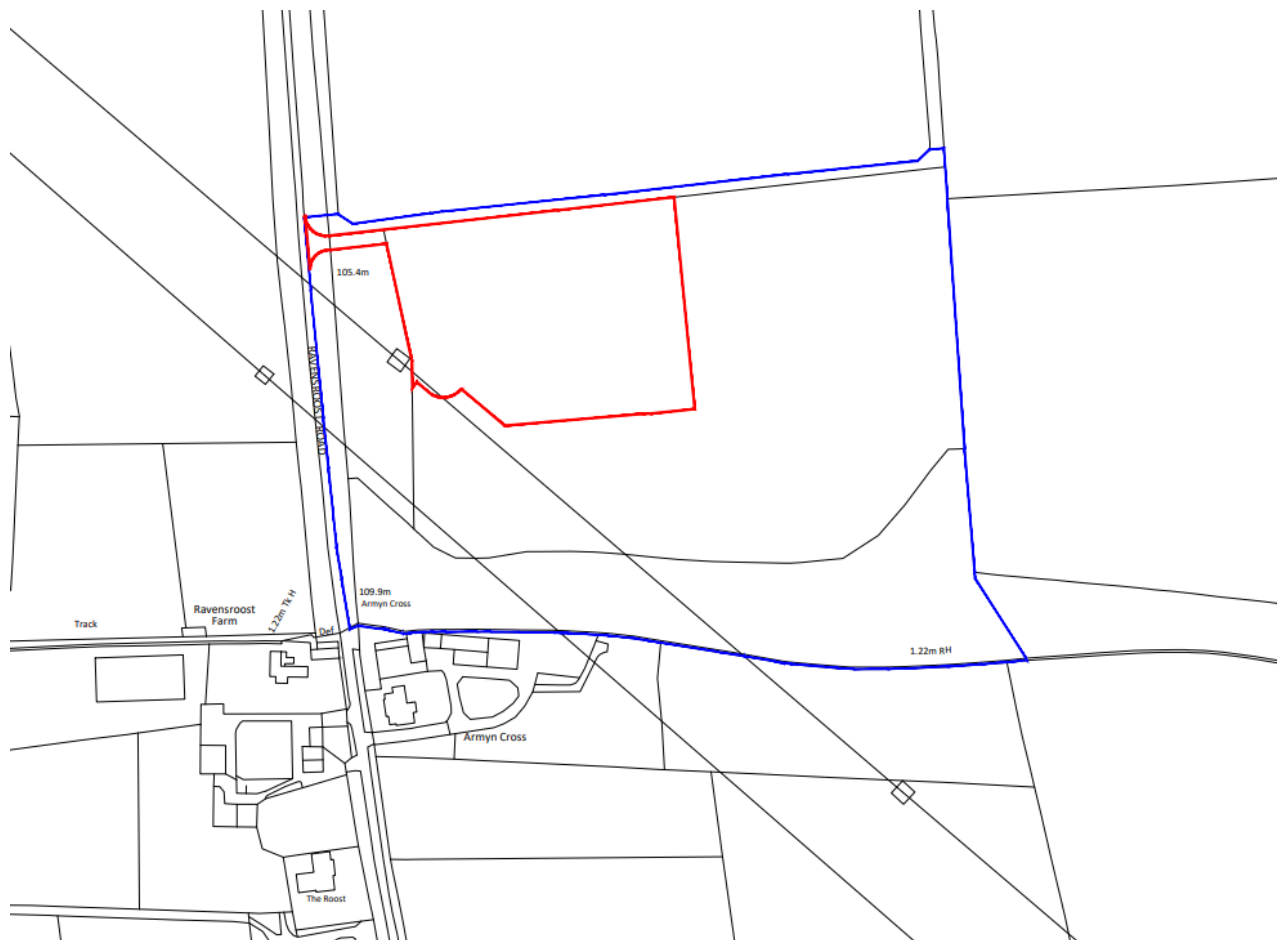 105.4m
RAVENSROOST ROAD
109.9m
Armyn Cross
1.22m Tk H
Ravensroost
Farm
Track
Def
1.22m RH
Armyn Cross
The Roost